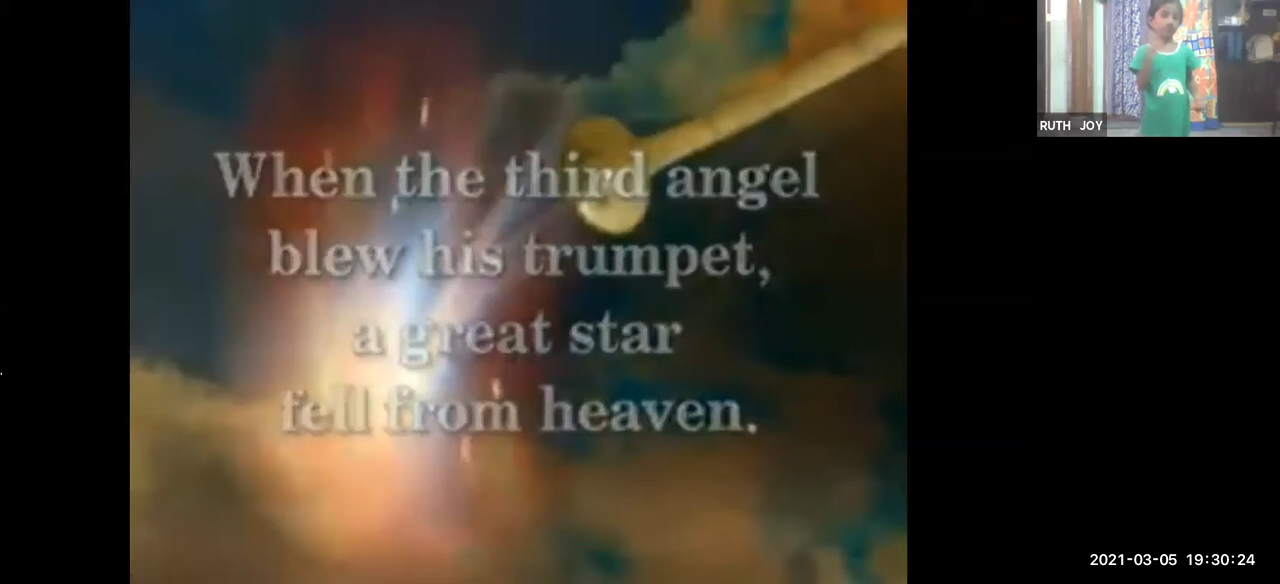 When the third angel
blew his trumpet,
a great star
fell from heaven.
RUTH JOY
2021-03-05 19:30:24